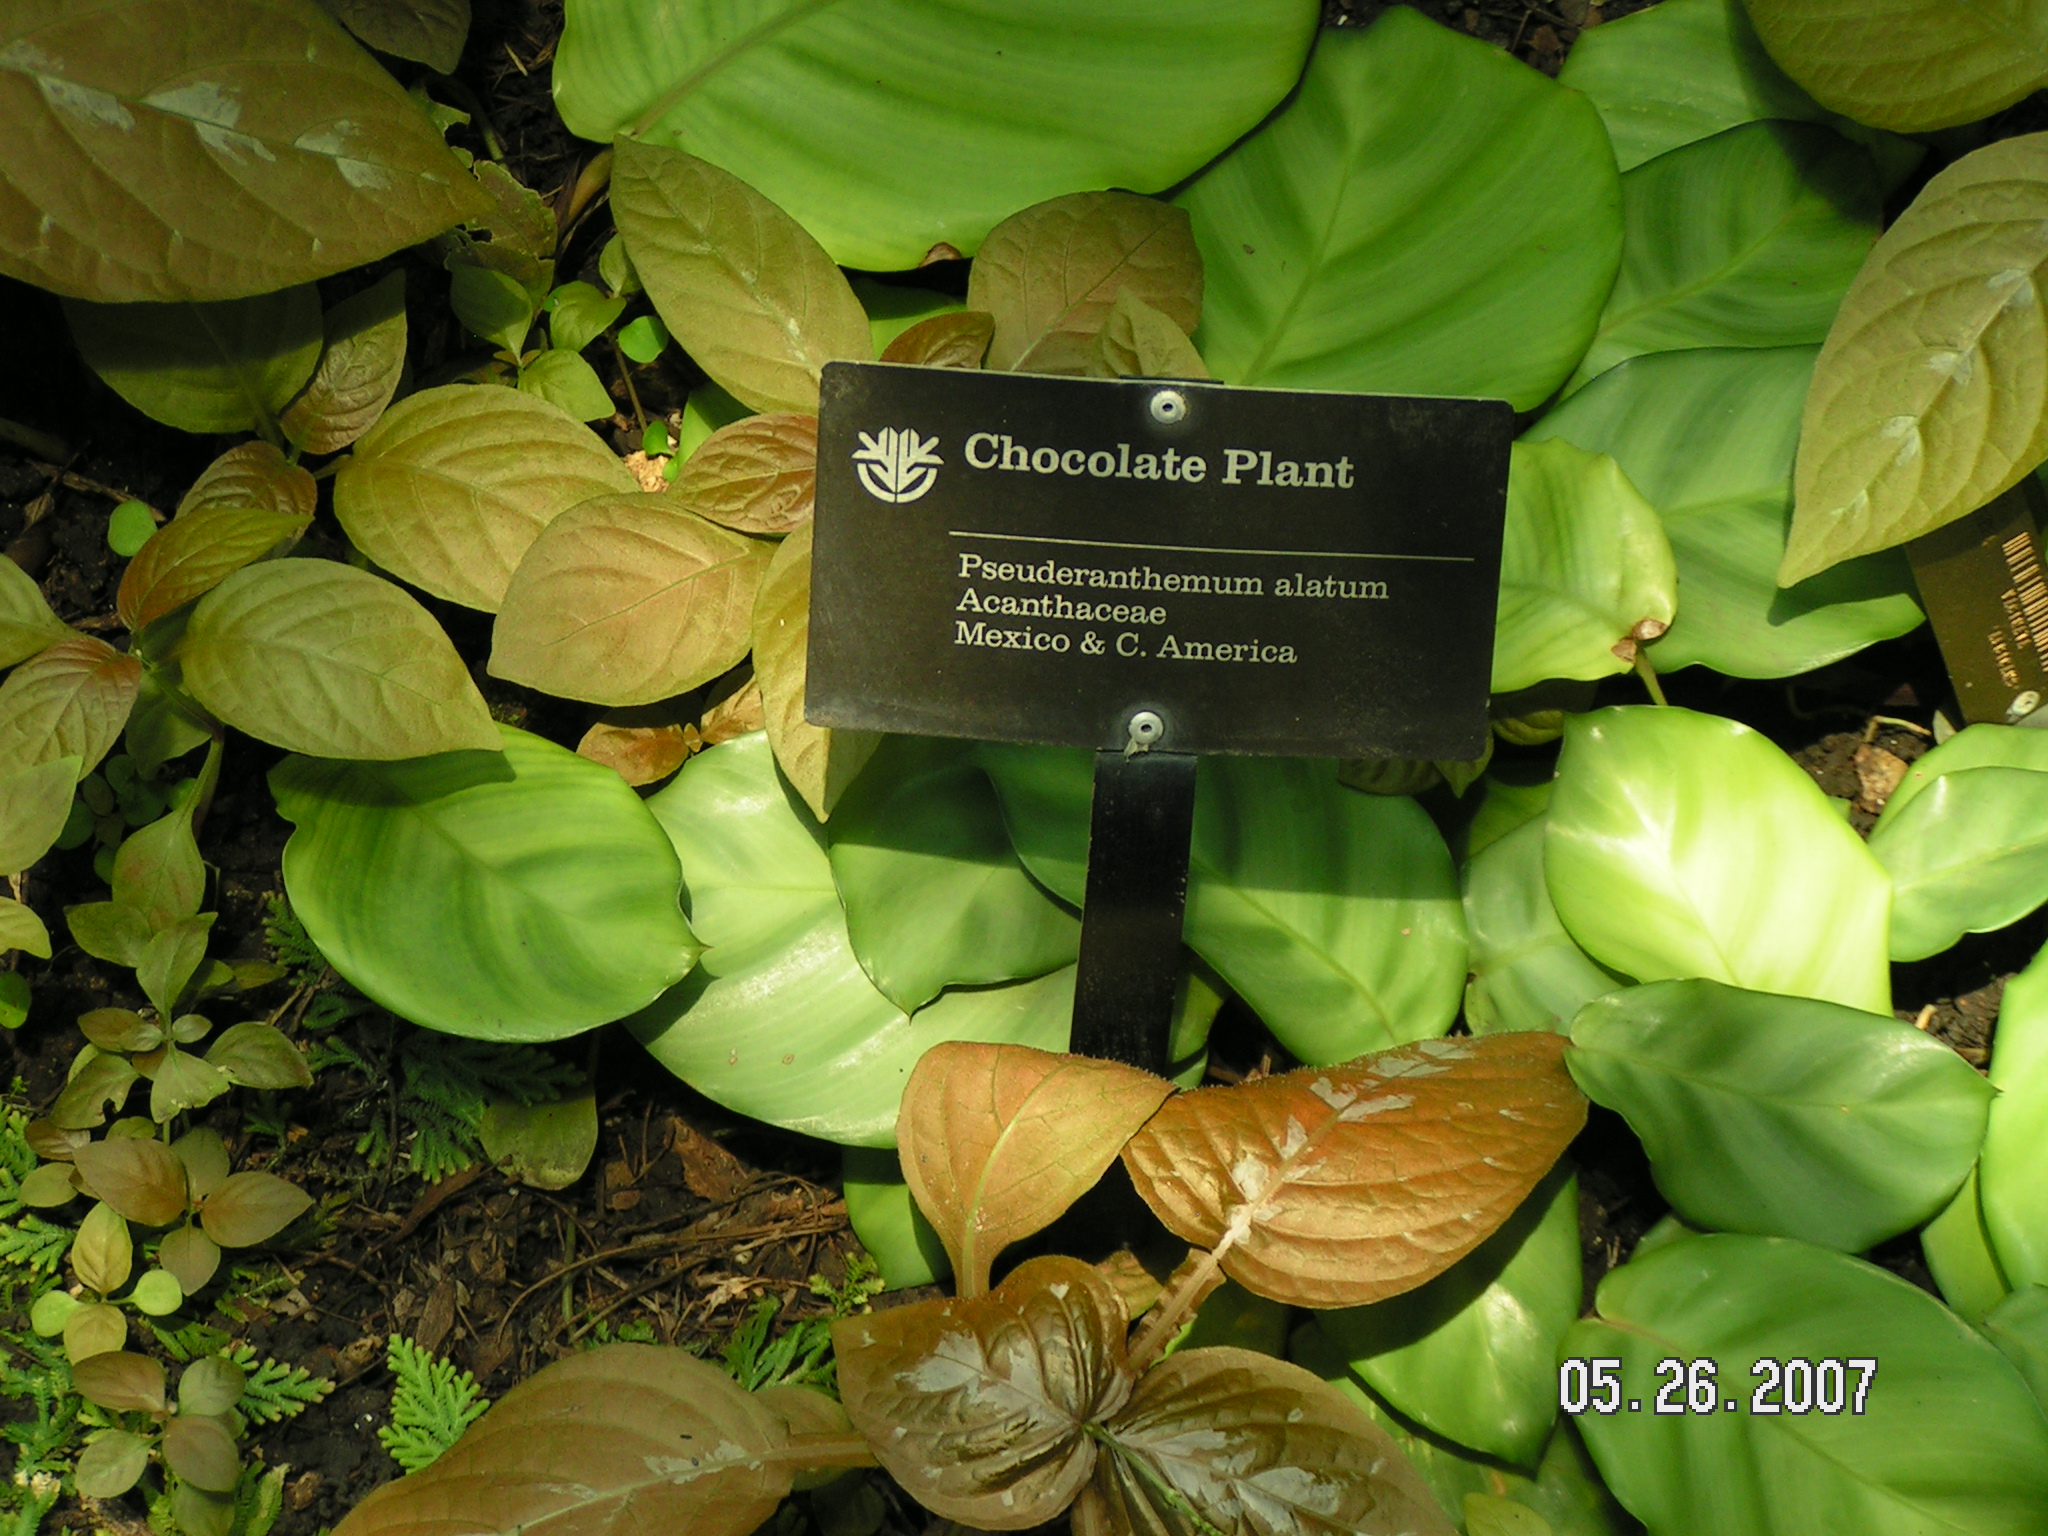 Chocolate Plant
Pseuderanthemum alatum
Acanthaceae
Mexico & C. America
05.26.2007